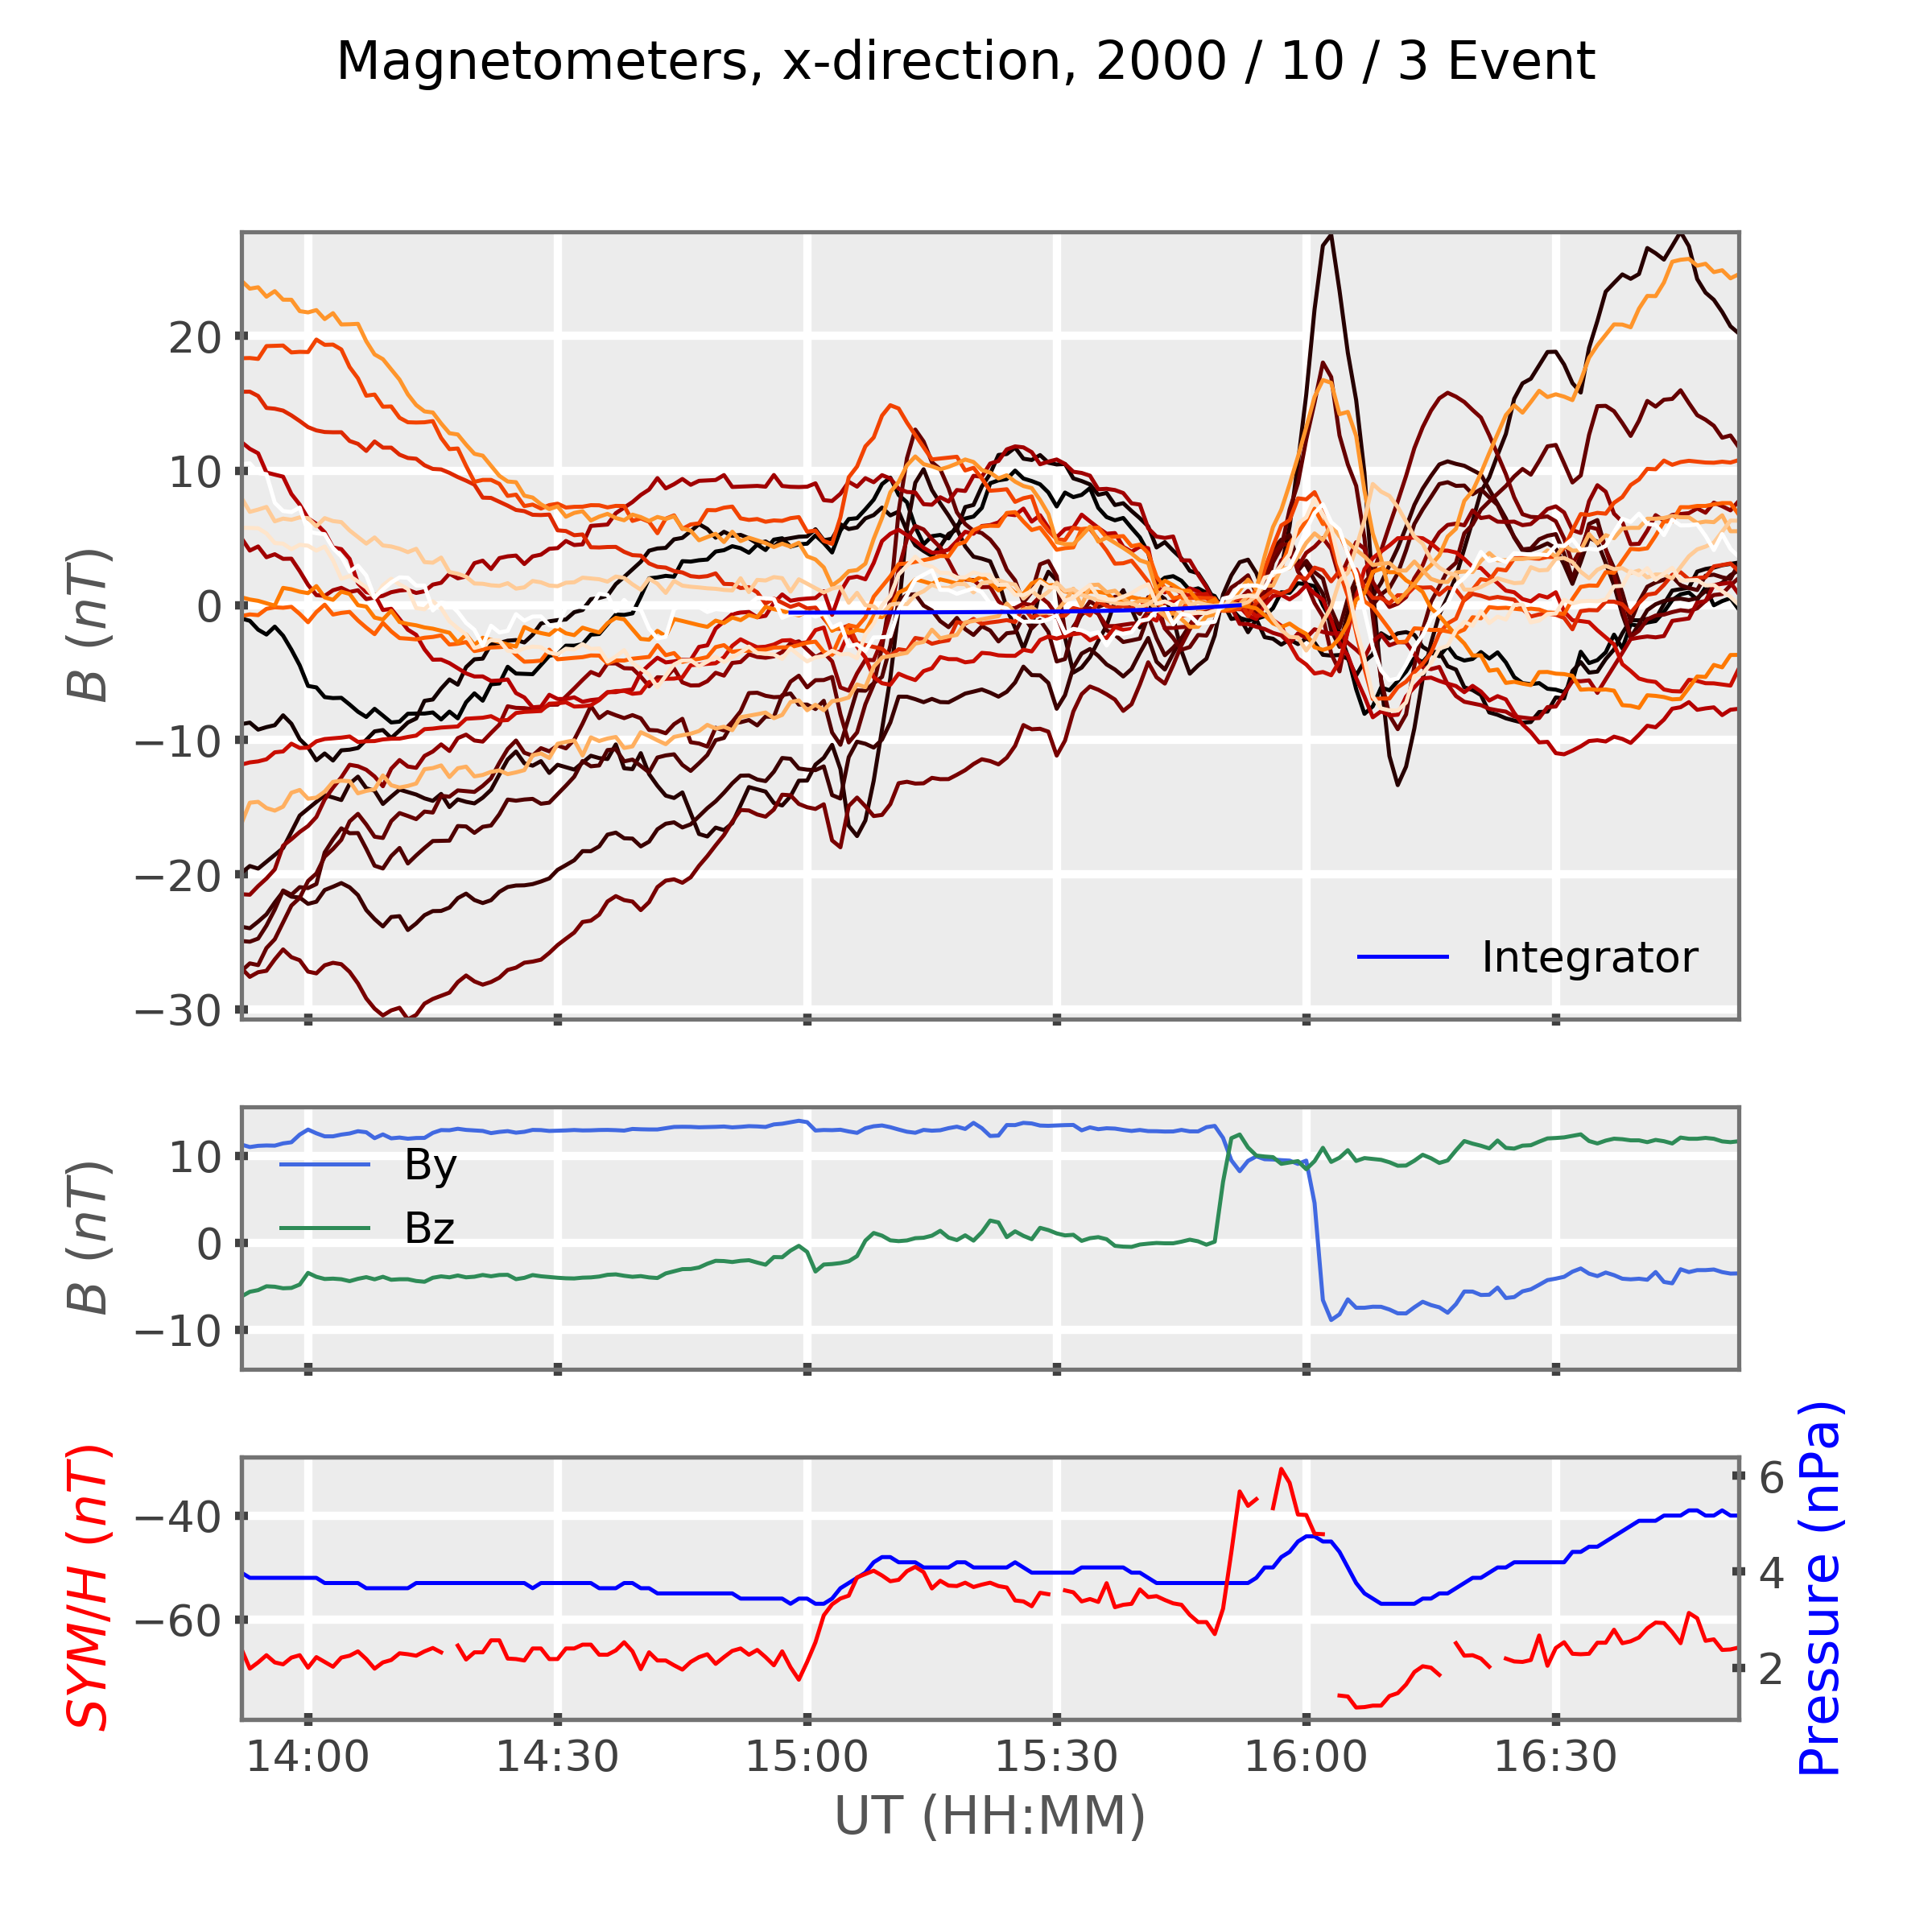 Magnetometers, x-direction, 2000 / 10 / 3 Event
B (nT)
20
10
0
−10
−20
−30
Integrator
B (nT)
10
0
−10
By
Bz
SYM/H (nT)
−40
−60
6
4
2
Pressure (nPa)
14:00 14:30 15:00 15:30 16:00 16:30
UT (HH:MM)